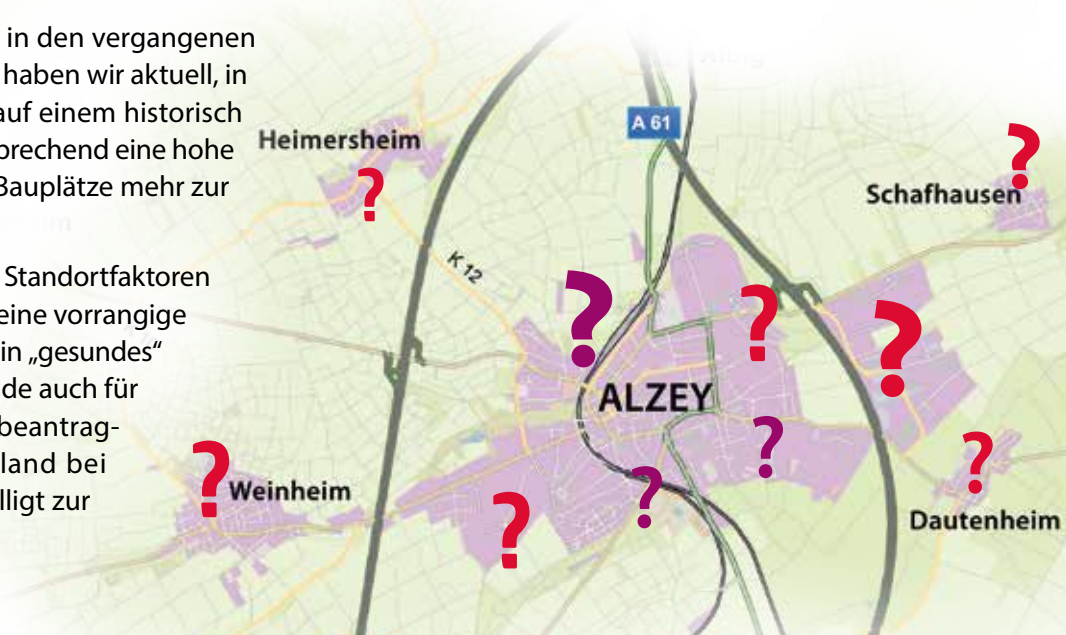 in den vergangenen
haben wir aktuell, in
auf einem historisch
prechend eine hohe
Bauplätze mehr zur
Standortfaktoren
eine vorrangige
in „gesundes“
de auch für
beantrag-
land bei
lligt zur
Albig
A 61
Heimersheim
?
?
Schafhausen
K 12
?
?
?
ALZEY
?
?
Weinheim
?
?
?
Dautenheim